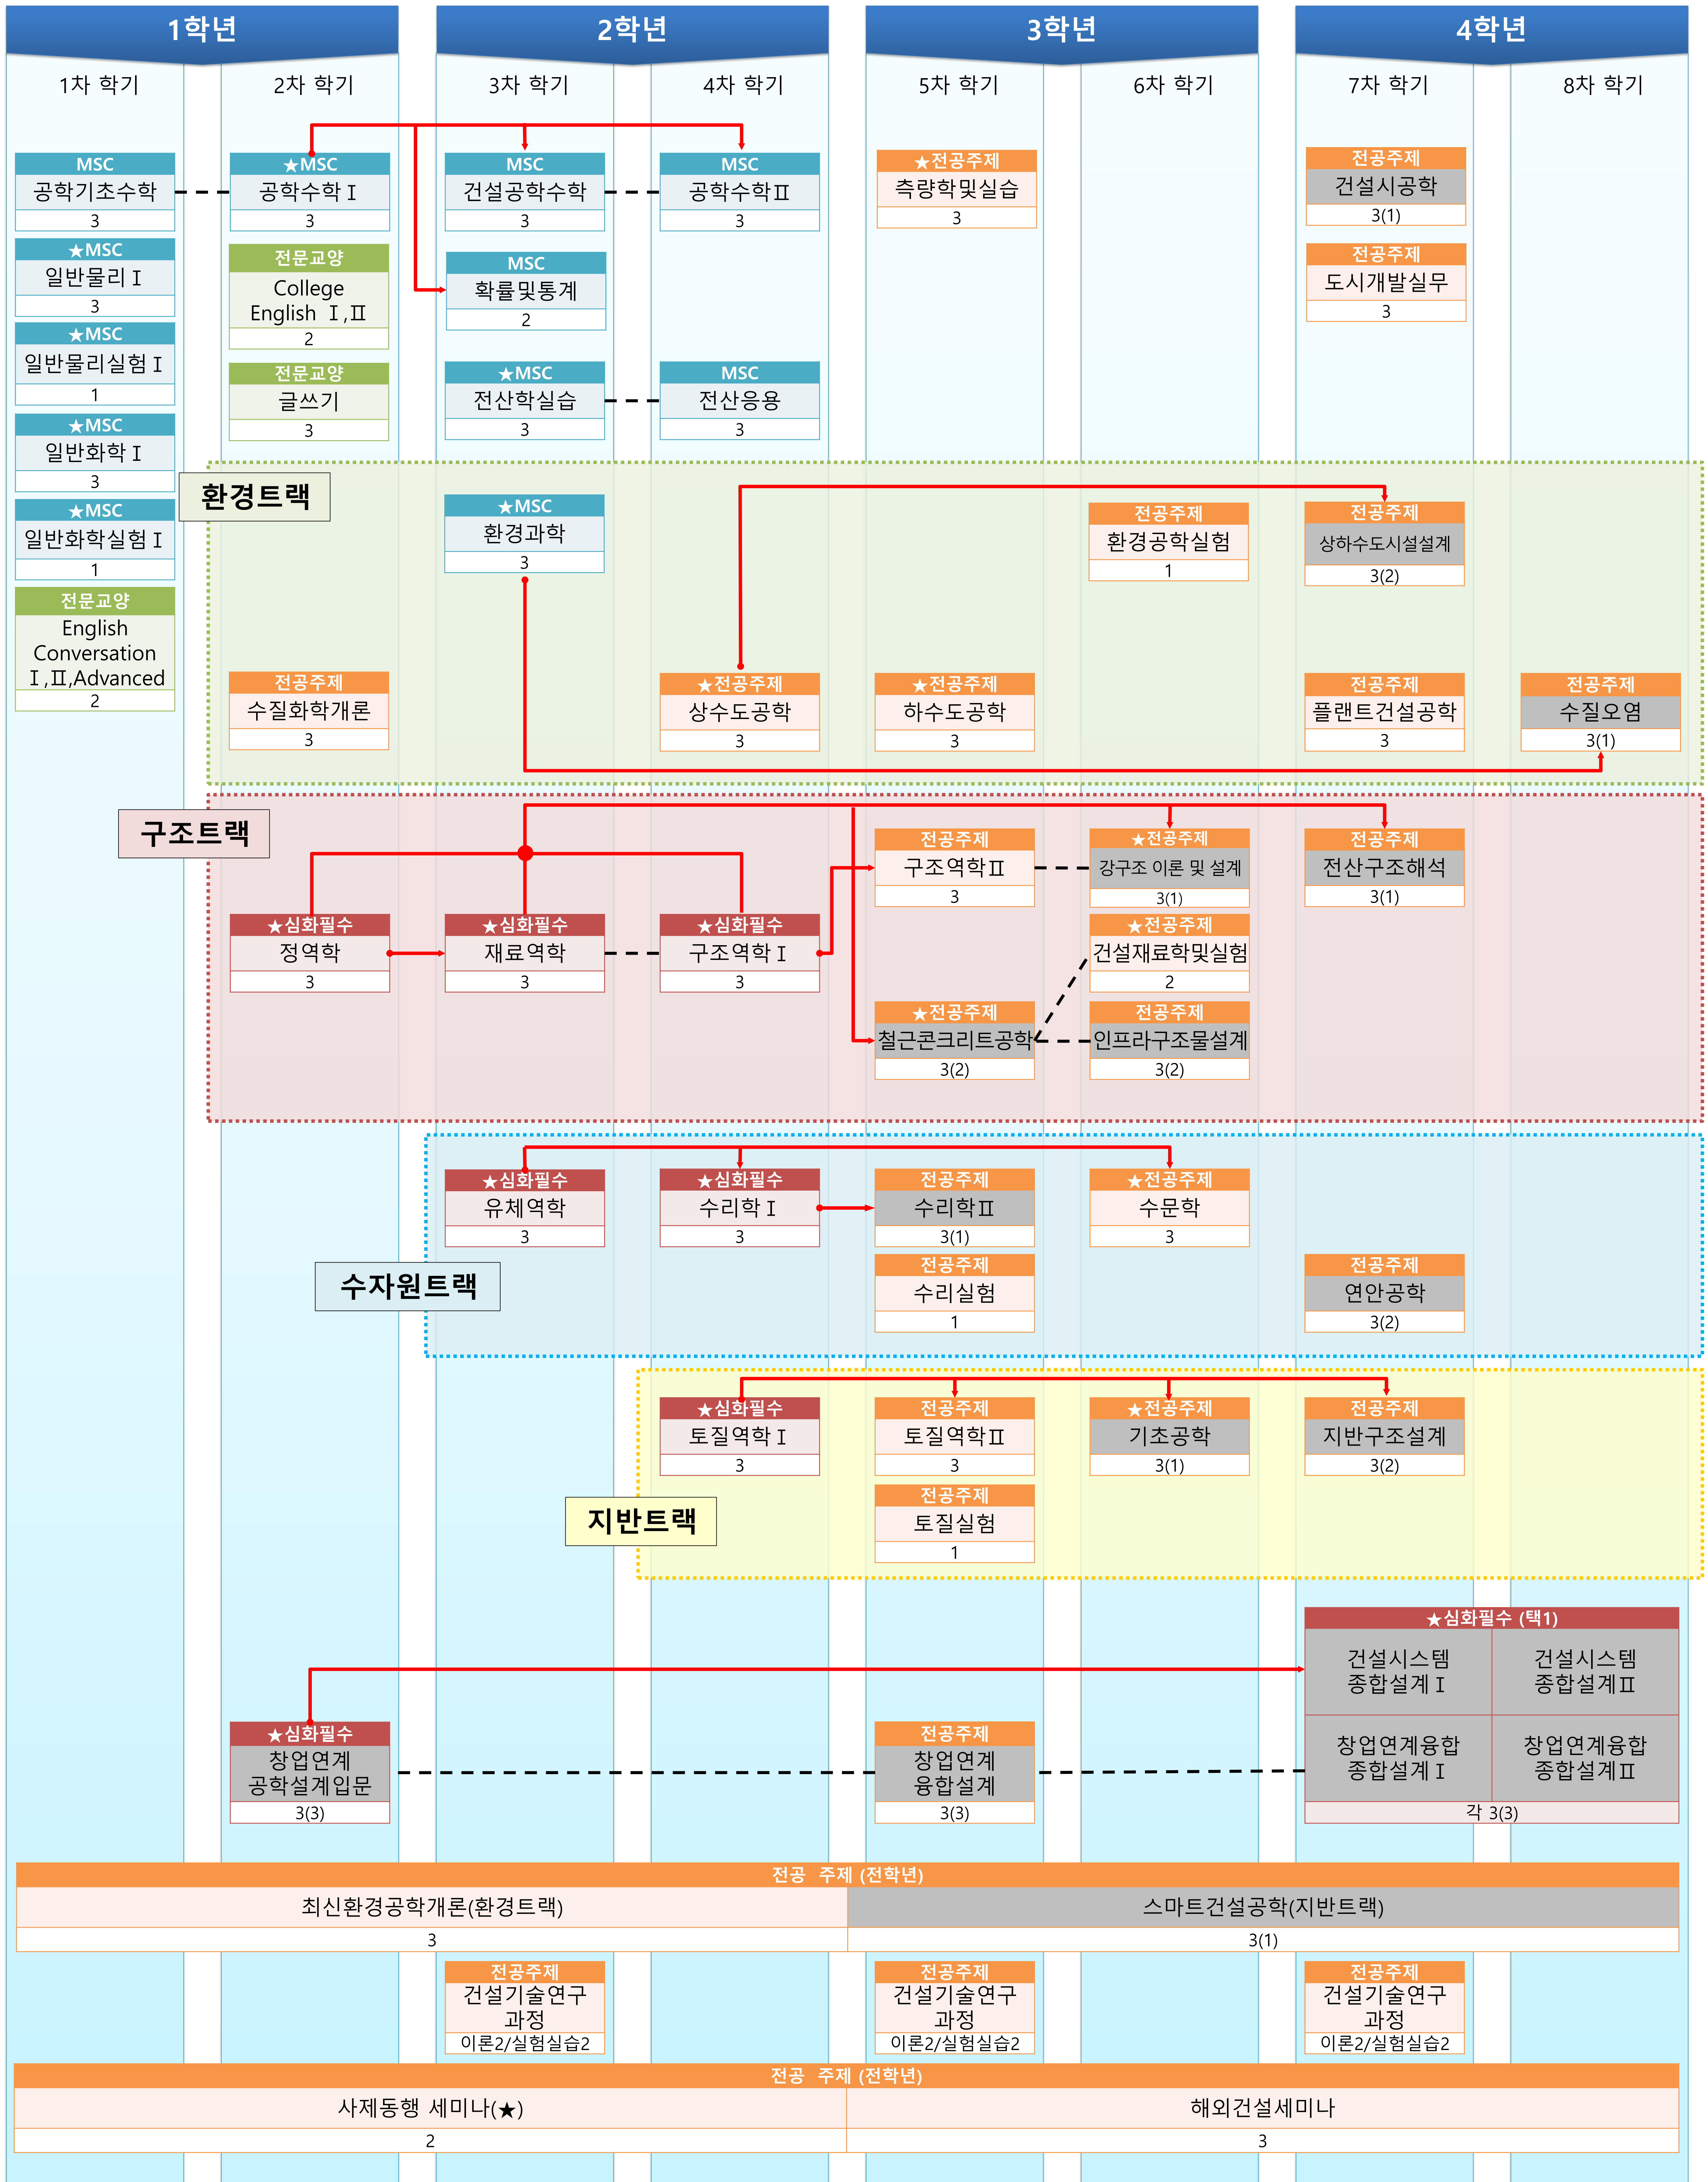 1학년
2학년
3학년
4학년
1차 학기
2차 학기
3차 학기
4차 학기
5차 학기
6차 학기
7차 학기
8차 학기
MSC
공학기초수학
3
★MSC
공학수학Ⅰ
3
MSC
건설공학수학
3
MSC
공학수학Ⅱ
3
★전공주제
측량학및실습
3
전공주제
건설시공학
3(1)
★MSC
일반물리Ⅰ
3
전문교양
College
English Ⅰ,Ⅱ
2
MSC
확률및통계
2
전공주제
도시개발실무
3
★MSC
일반물리실험Ⅰ
1
전문교양
글쓰기
3
★MSC
전산학실습
3
MSC
전산응용
3
★MSC
일반화학Ⅰ
3
★MSC
일반화학실험Ⅰ
1
전문교양
English
Conversation
Ⅰ,Ⅱ,Advanced
2
환경트랙
★MSC
환경과학
3
전공주제
환경공학실험
1
전공주제
상하수도시설설계
3(2)
전공주제
수질화학개론
3
★전공주제
상수도공학
3
★전공주제
하수도공학
3
전공주제
플랜트건설공학
3
전공주제
수질오염
3(1)
구조트랙
전공주제
구조역학Ⅱ
3
★전공주제
강구조 이론 및 설계
3(1)
전공주제
전산구조해석
3(1)
★심화필수
정역학
3
★심화필수
재료역학
3
★심화필수
구조역학Ⅰ
3
★전공주제
건설재료학및실험
2
★전공주제
철근콘크리트공학
3(2)
전공주제
인프라구조물설계
3(2)
수자원트랙
★심화필수
유체역학
3
★심화필수
수리학Ⅰ
3
전공주제
수리학Ⅱ
3(1)
★전공주제
수문학
3
전공주제
수리실험
1
전공주제
연안공학
3(2)
지반트랙
★심화필수
토질역학Ⅰ
3
전공주제
토질역학Ⅱ
3
★전공주제
기초공학
3(1)
전공주제
지반구조설계
3(2)
전공주제
토질실험
1
★심화필수 (택1)
건설시스템
종합설계Ⅰ
건설시스템
종합설계Ⅱ
창업연계융합
종합설계Ⅰ
창업연계융합
종합설계Ⅱ
각 3(3)
★심화필수
창업연계
공학설계입문
3(3)
전공주제
창업연계
융합설계
3(3)
전공 주제 (전학년)
최신환경공학개론(환경트랙)
스마트건설공학(지반트랙)
3
3(1)
전공주제
건설기술연구
과정
이론2/실험실습2
전공주제
건설기술연구
과정
이론2/실험실습2
전공주제
건설기술연구
과정
이론2/실험실습2
전공 주제 (전학년)
사제동행 세미나(★)
해외건설세미나
2
3